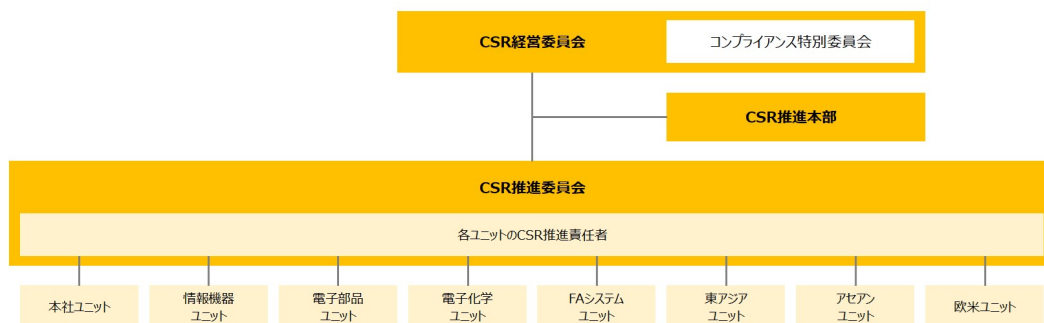 CSR経営委員会
コンプライアンス特別委員会
CSR推進本部
CSR推進委員会
各ユニットのCSR推進責任者
本社ユニット
情報機器
ユニット
電子部品
ユニット
電子化学
ユニット
FAシステム
ユニット
東アジア
ユニット
アセアン
ユニット
欧米ユニット